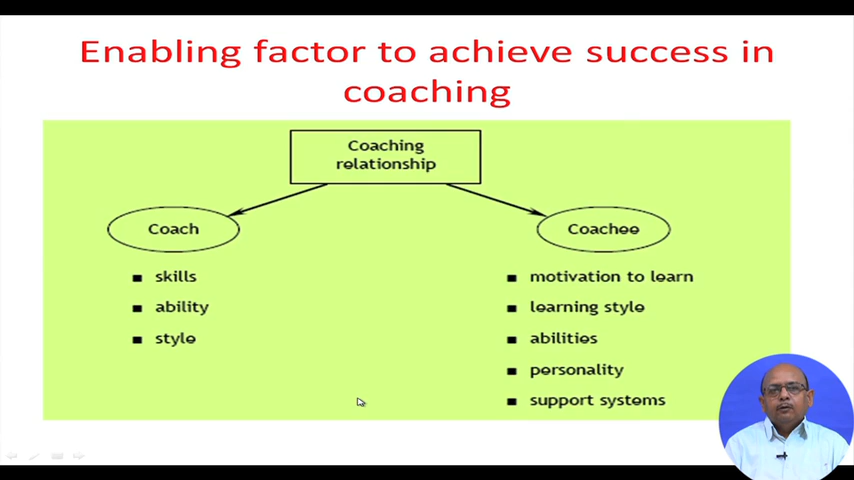 Enabling factor to achieve success in
coaching
Coaching
relationship
Coach
Coachee
skills
ability
style
motivation to learn
learning style
abilities
personality
support systems